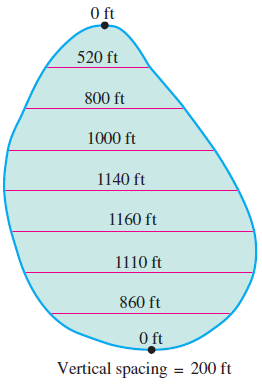 0 ft
520 ft
800 ft
1000 ft
1140 ft
1160 ft
1110 ft
860 ft
0 ft
Vertical spacing = 200 ft